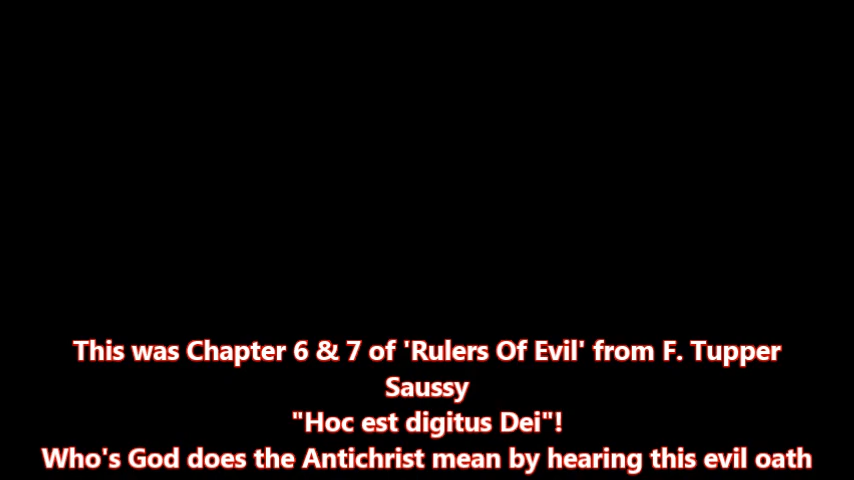 This was Chapter 6 & 7 of 'Rulers Of Evil' from F. Tupper
Saussy
"Hoc est digitus Dei"!
Who's God does the Antichrist mean by hearing this evil oath